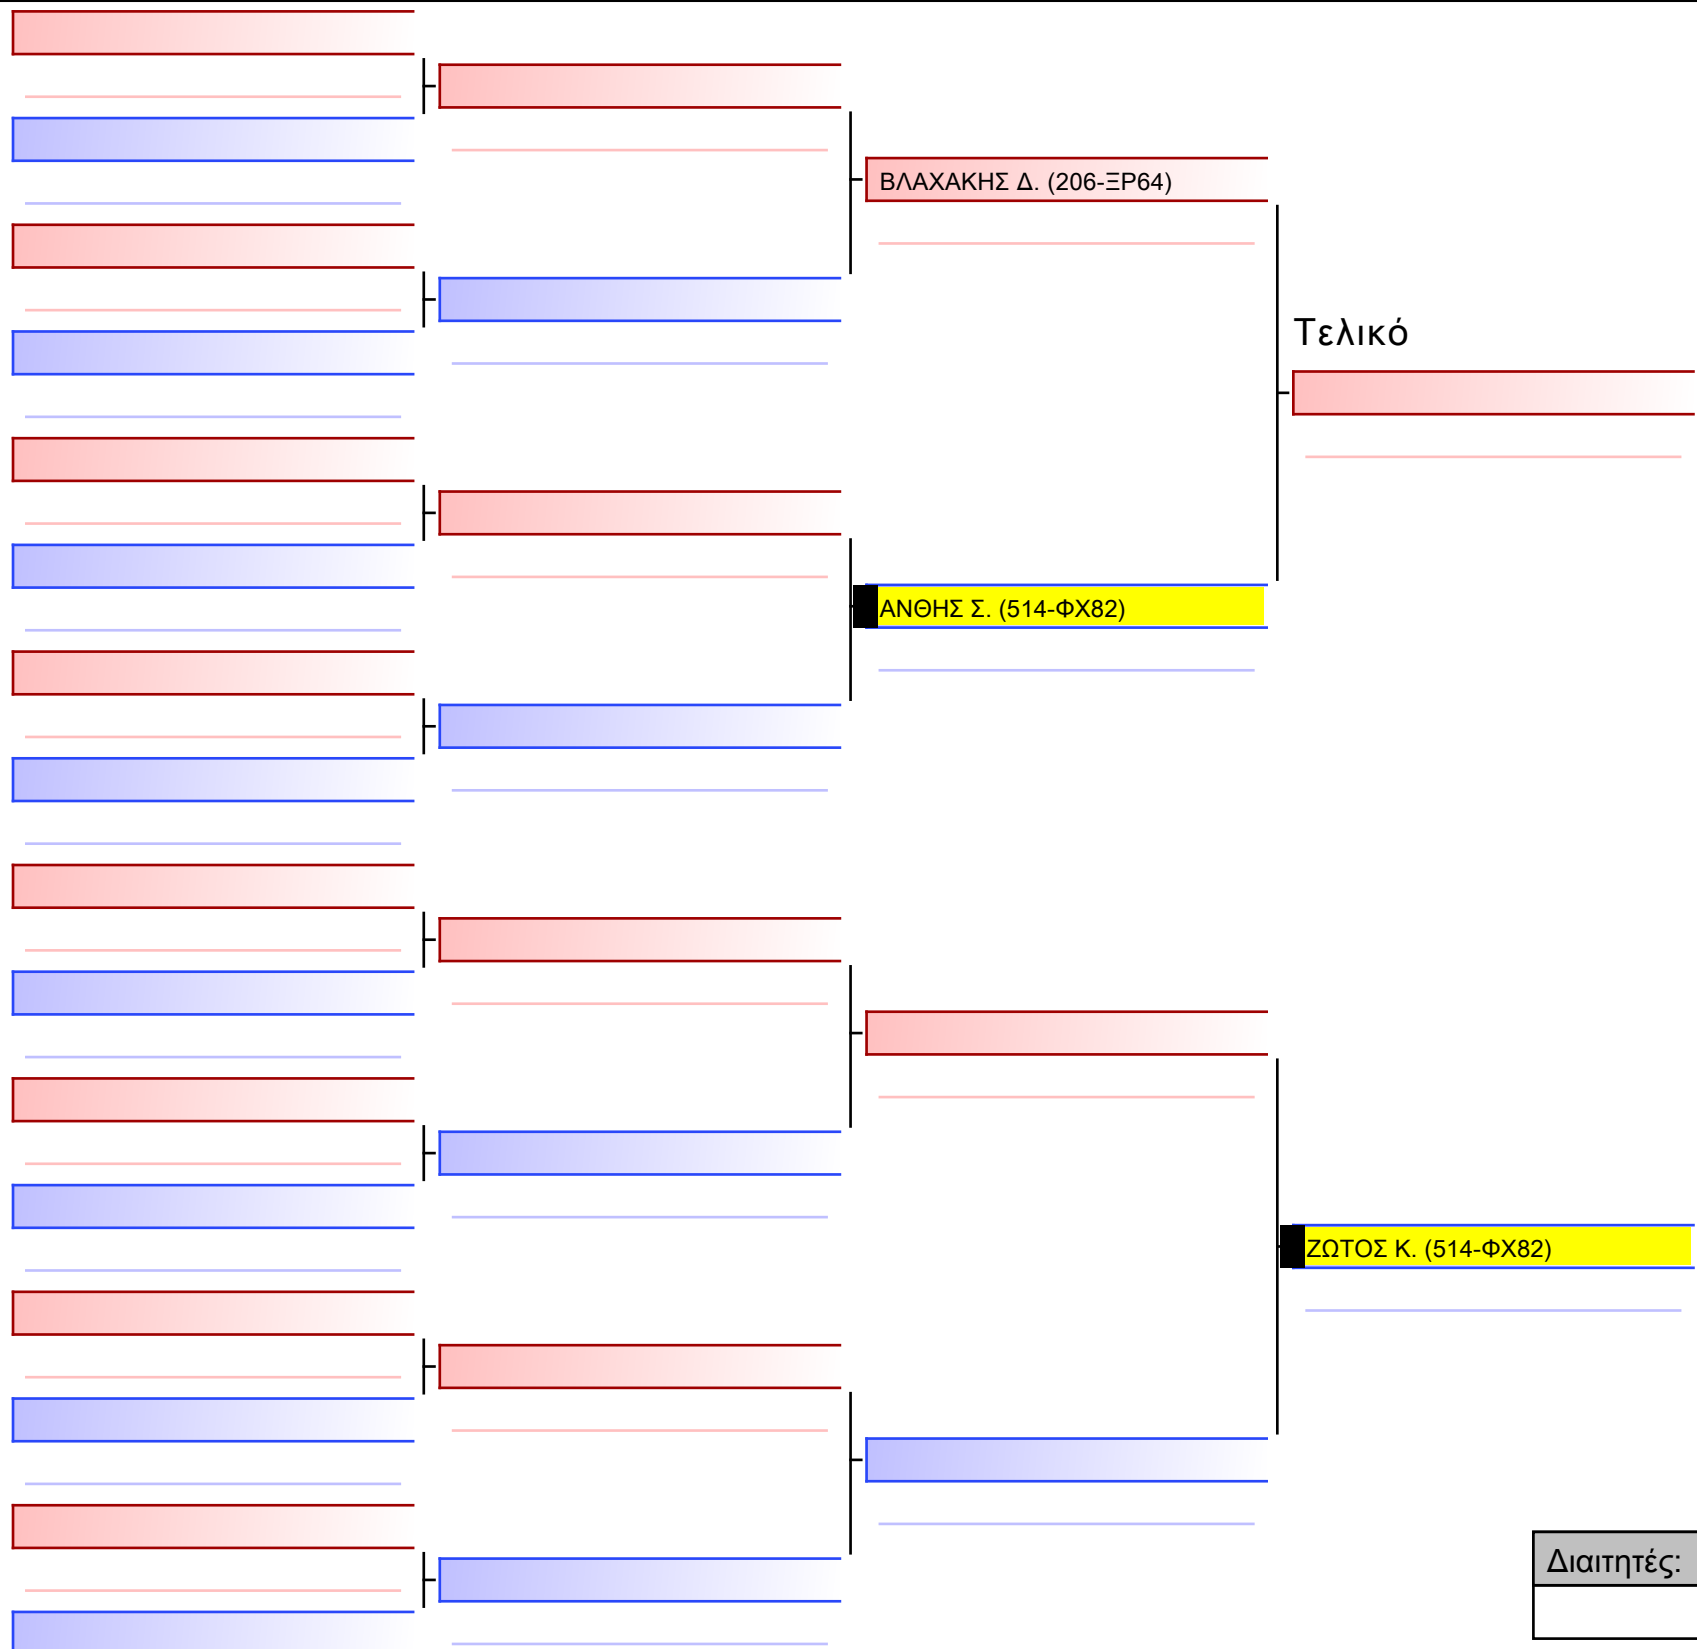 ΒΛΑΧΑΚΗΣ Δ. (206-ΞΡ64)
Τελικό
ΑΝΘΗΣ Σ. (514-ΦΧ82)
ΖΩΤΟΣ Κ. (514-ΦΧ82)
Διαιτητές: